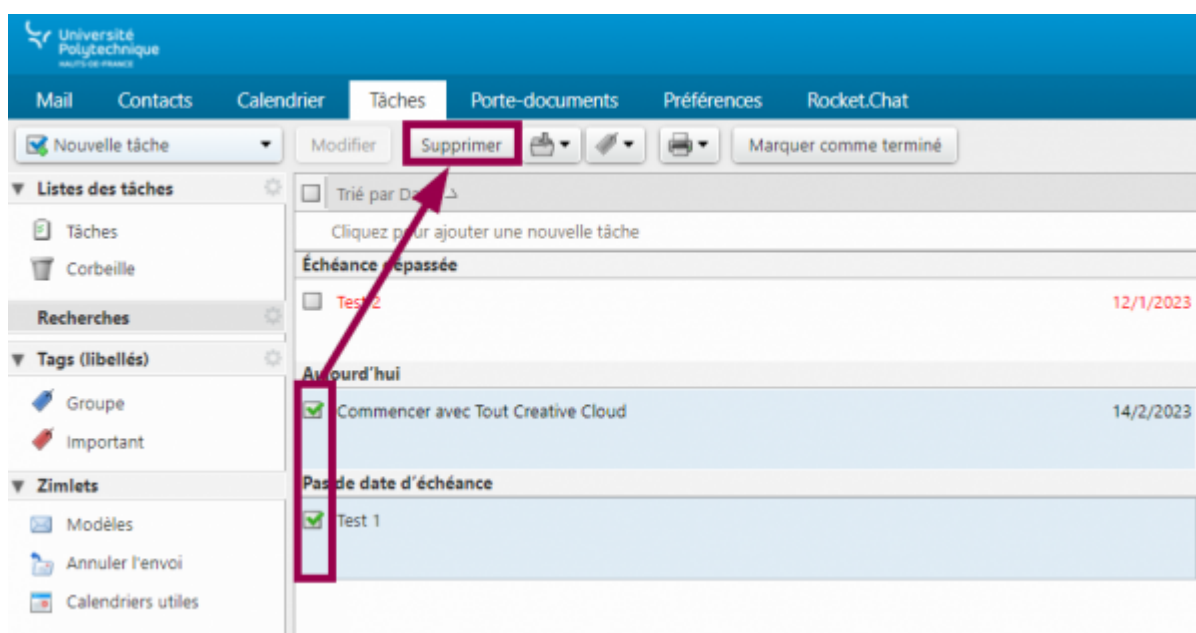 Université
Polytechnique
HAUTS-DE-FRANCE
Mail Contacts Calendrier Tâches Porte-documents Préférences Rocket.Chat
Nouvelle tâche Modifier Supprimer Marquer comme terminé
Listes des tâches
Trié par
Tâches
Cliquez pour ajouter une nouvelle tâche
Corbeille
Échéance dépassée
Test 2 12/1/2023
Recherches
Tags (libellés)
Aujourd'hui
Groupe
Commencer avec Tout Creative Cloud 14/2/2023
Important
Zimlets
Pas de date d'échéance
Modèles
Test 1
Annuler l'envoi
Calendriers utiles